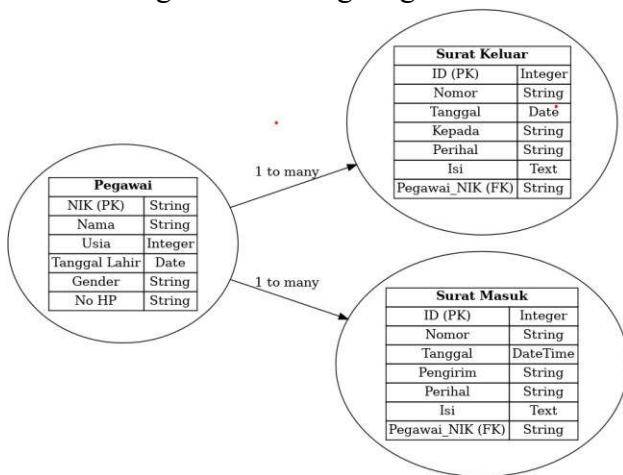 Pegawai
NIK (PK) String
Nama String
Usia Integer
Tanggal Lahir Date
Gender String
No HP String
1 to many
1 to many
Surat Keluar
ID (PK) Integer
Nomor String
Tanggal Date
Kepada String
Perihal String
Isi Text
Pegawai_NIK (FK) String
Surat Masuk
ID (PK) Integer
Nomor String
Tanggal DateTime
Pengirim String
Perihal String
Isi Text
Pegawai_NIK (FK) String